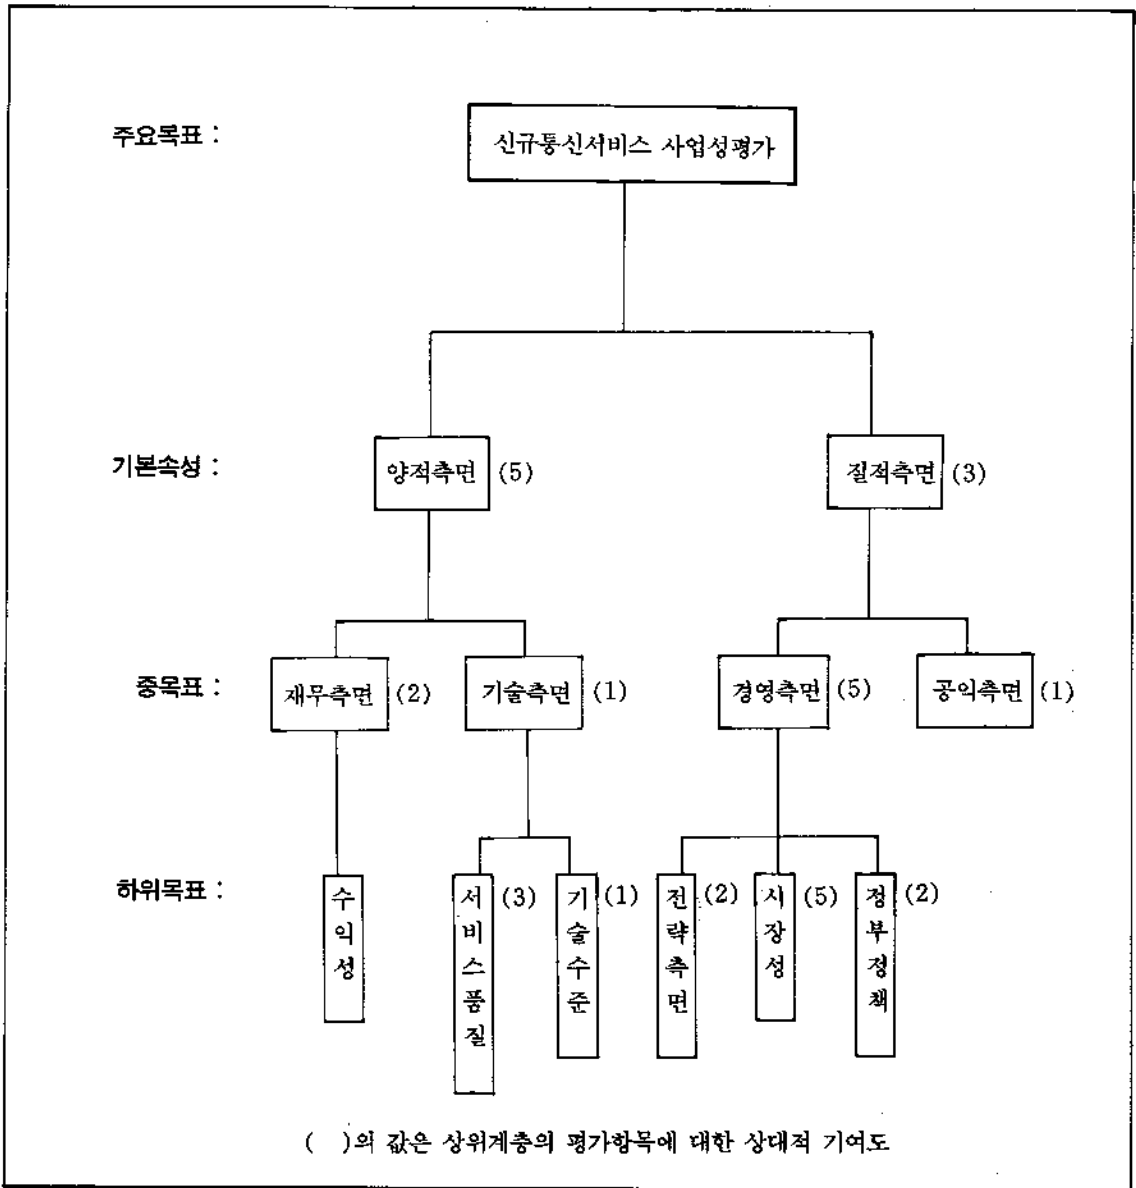 주요목표 :
신규통신서비스 사업성평가
기본속성 :
양적측면 (5)
질적측면 (3)
중목표 :
재무측면 (2)
기술측면 (1)
경영측면 (5)
공익측면 (1)
하위목표 :
수익성
서비스품질 (3)
기술수준 (1)
전략측면 (2)
시장성 (5)
정부정책 (2)
( )의 값은 상위계층의 평가항목에 대한 상대적 기여도